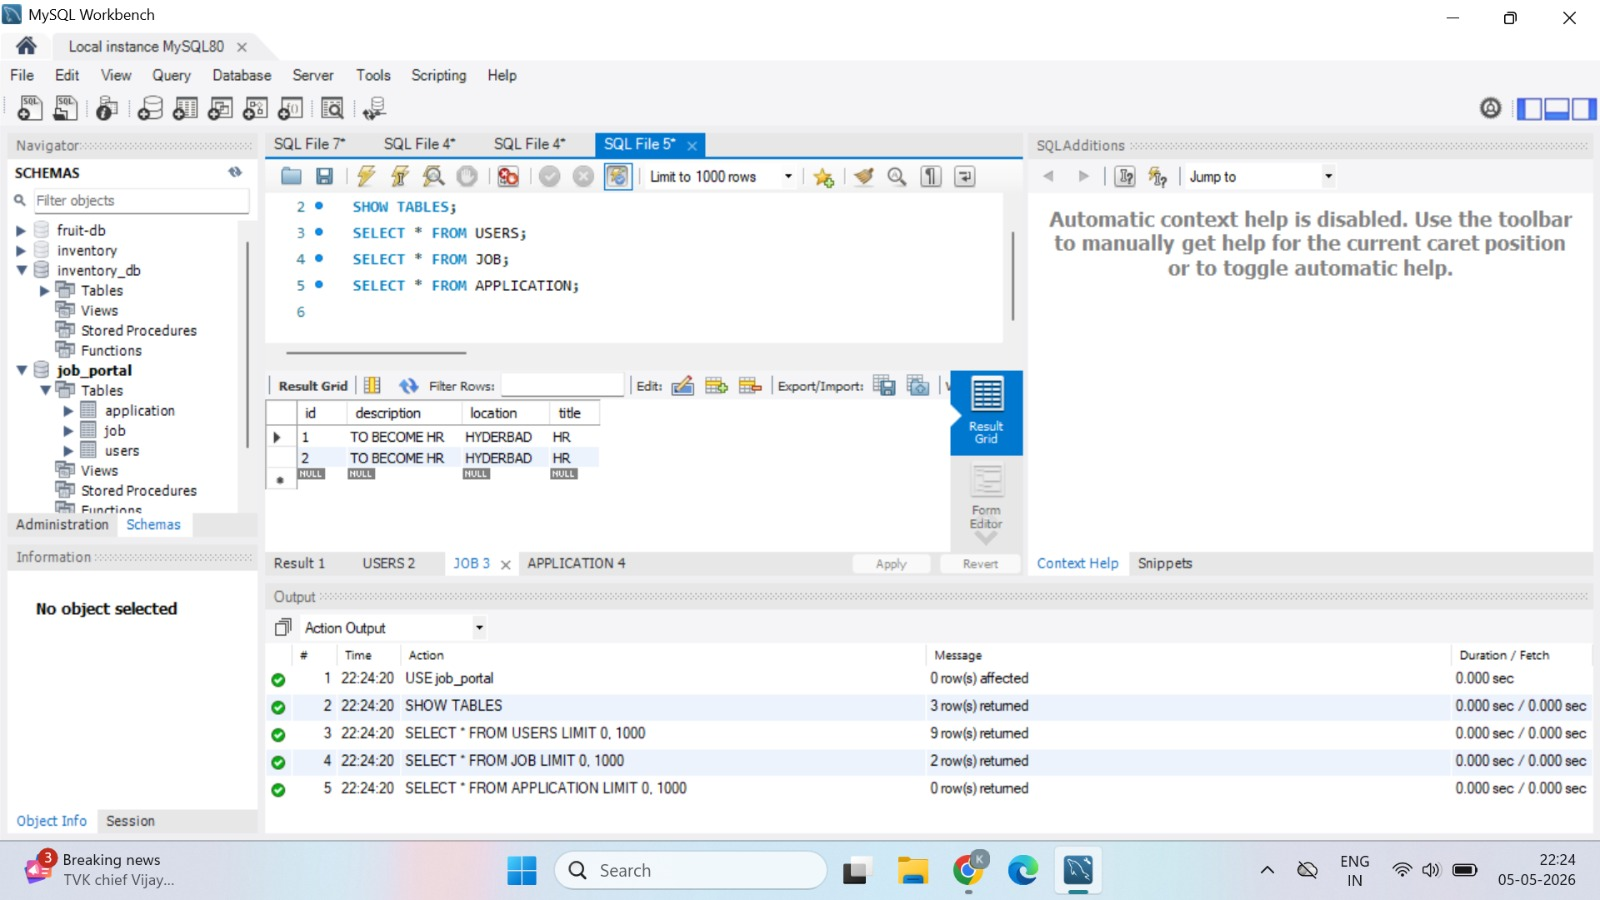 MySQL Workbench
Local instance MySQL80
File Edit View Query Database Server Tools Scripting Help
Navigator
SCHEMAS
Filter objects
fruit-db
inventory
inventory_db
Tables
Views
Stored Procedures
Functions
job_portal
Tables
application
job
users
Views
Stored Procedures
Functions
Administration Schemas
Information
No object selected
Object Info Session
SQL File 7* SQL File 4* SQL File 4* SQL File 5*
Limit to 1000 rows
2 SHOW TABLES;
3 SELECT * FROM USERS;
4 SELECT * FROM JOB;
5 SELECT * FROM APPLICATION;
6
Result Grid Filter Rows: Edit: Export/Import:
id description location title
1 TO BECOME HR HYDERBAD HR
2 TO BECOME HR HYDERBAD HR
NULL NULL NULL NULL
Result Grid
Form Editor
Result 1 USERS 2 JOB 3 APPLICATION 4 Apply Revert
SQLAdditions
Jump to
Automatic context help is disabled. Use the toolbar
to manually get help for the current caret position
or to toggle automatic help.
Context Help Snippets
Output
Action Output
# Time Action Message Duration / Fetch
1 22:24:20 USE job_portal 0 row(s) affected 0.000 sec
2 22:24:20 SHOW TABLES 3 row(s) returned 0.000 sec / 0.000 sec
3 22:24:20 SELECT * FROM USERS LIMIT 0, 1000 9 row(s) returned 0.000 sec / 0.000 sec
4 22:24:20 SELECT * FROM JOB LIMIT 0, 1000 2 row(s) returned 0.000 sec / 0.000 sec
5 22:24:20 SELECT * FROM APPLICATION LIMIT 0, 1000 0 row(s) returned 0.000 sec / 0.000 sec
3
Breaking news
TVK chief Vijay...
Search
K
ENG
IN
22:24
05-05-2026